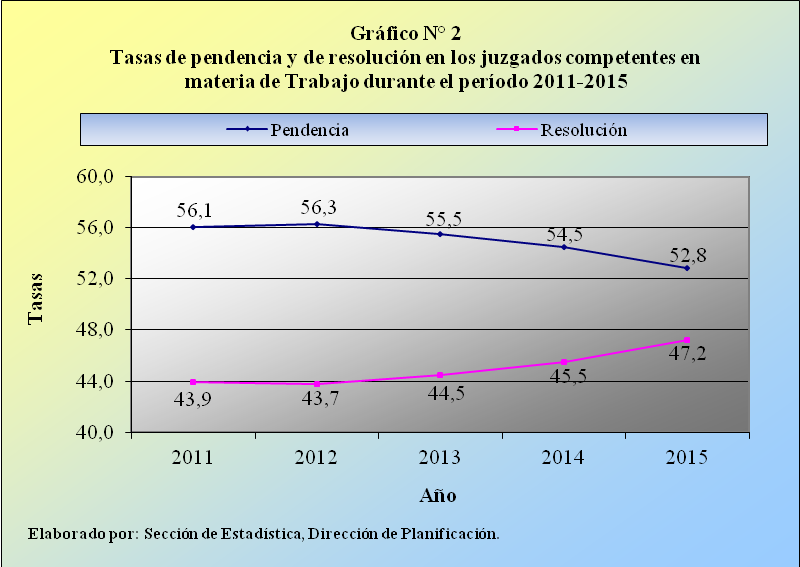 Gráfico N° 2
Tasas de pendencia y de resolución en los juzgados competentes en
materia de Trabajo durante el período 2011-2015
Pendencia Resolución
60,0
56,0
52,0
48,0
44,0
40,0
Tasas
56,1 56,3 55,5 54,5 52,8
43,9 43,7 44,5 45,5 47,2
2011 2012 2013 2014 2015
Año
Elaborado por: Sección de Estadística, Dirección de Planificación.